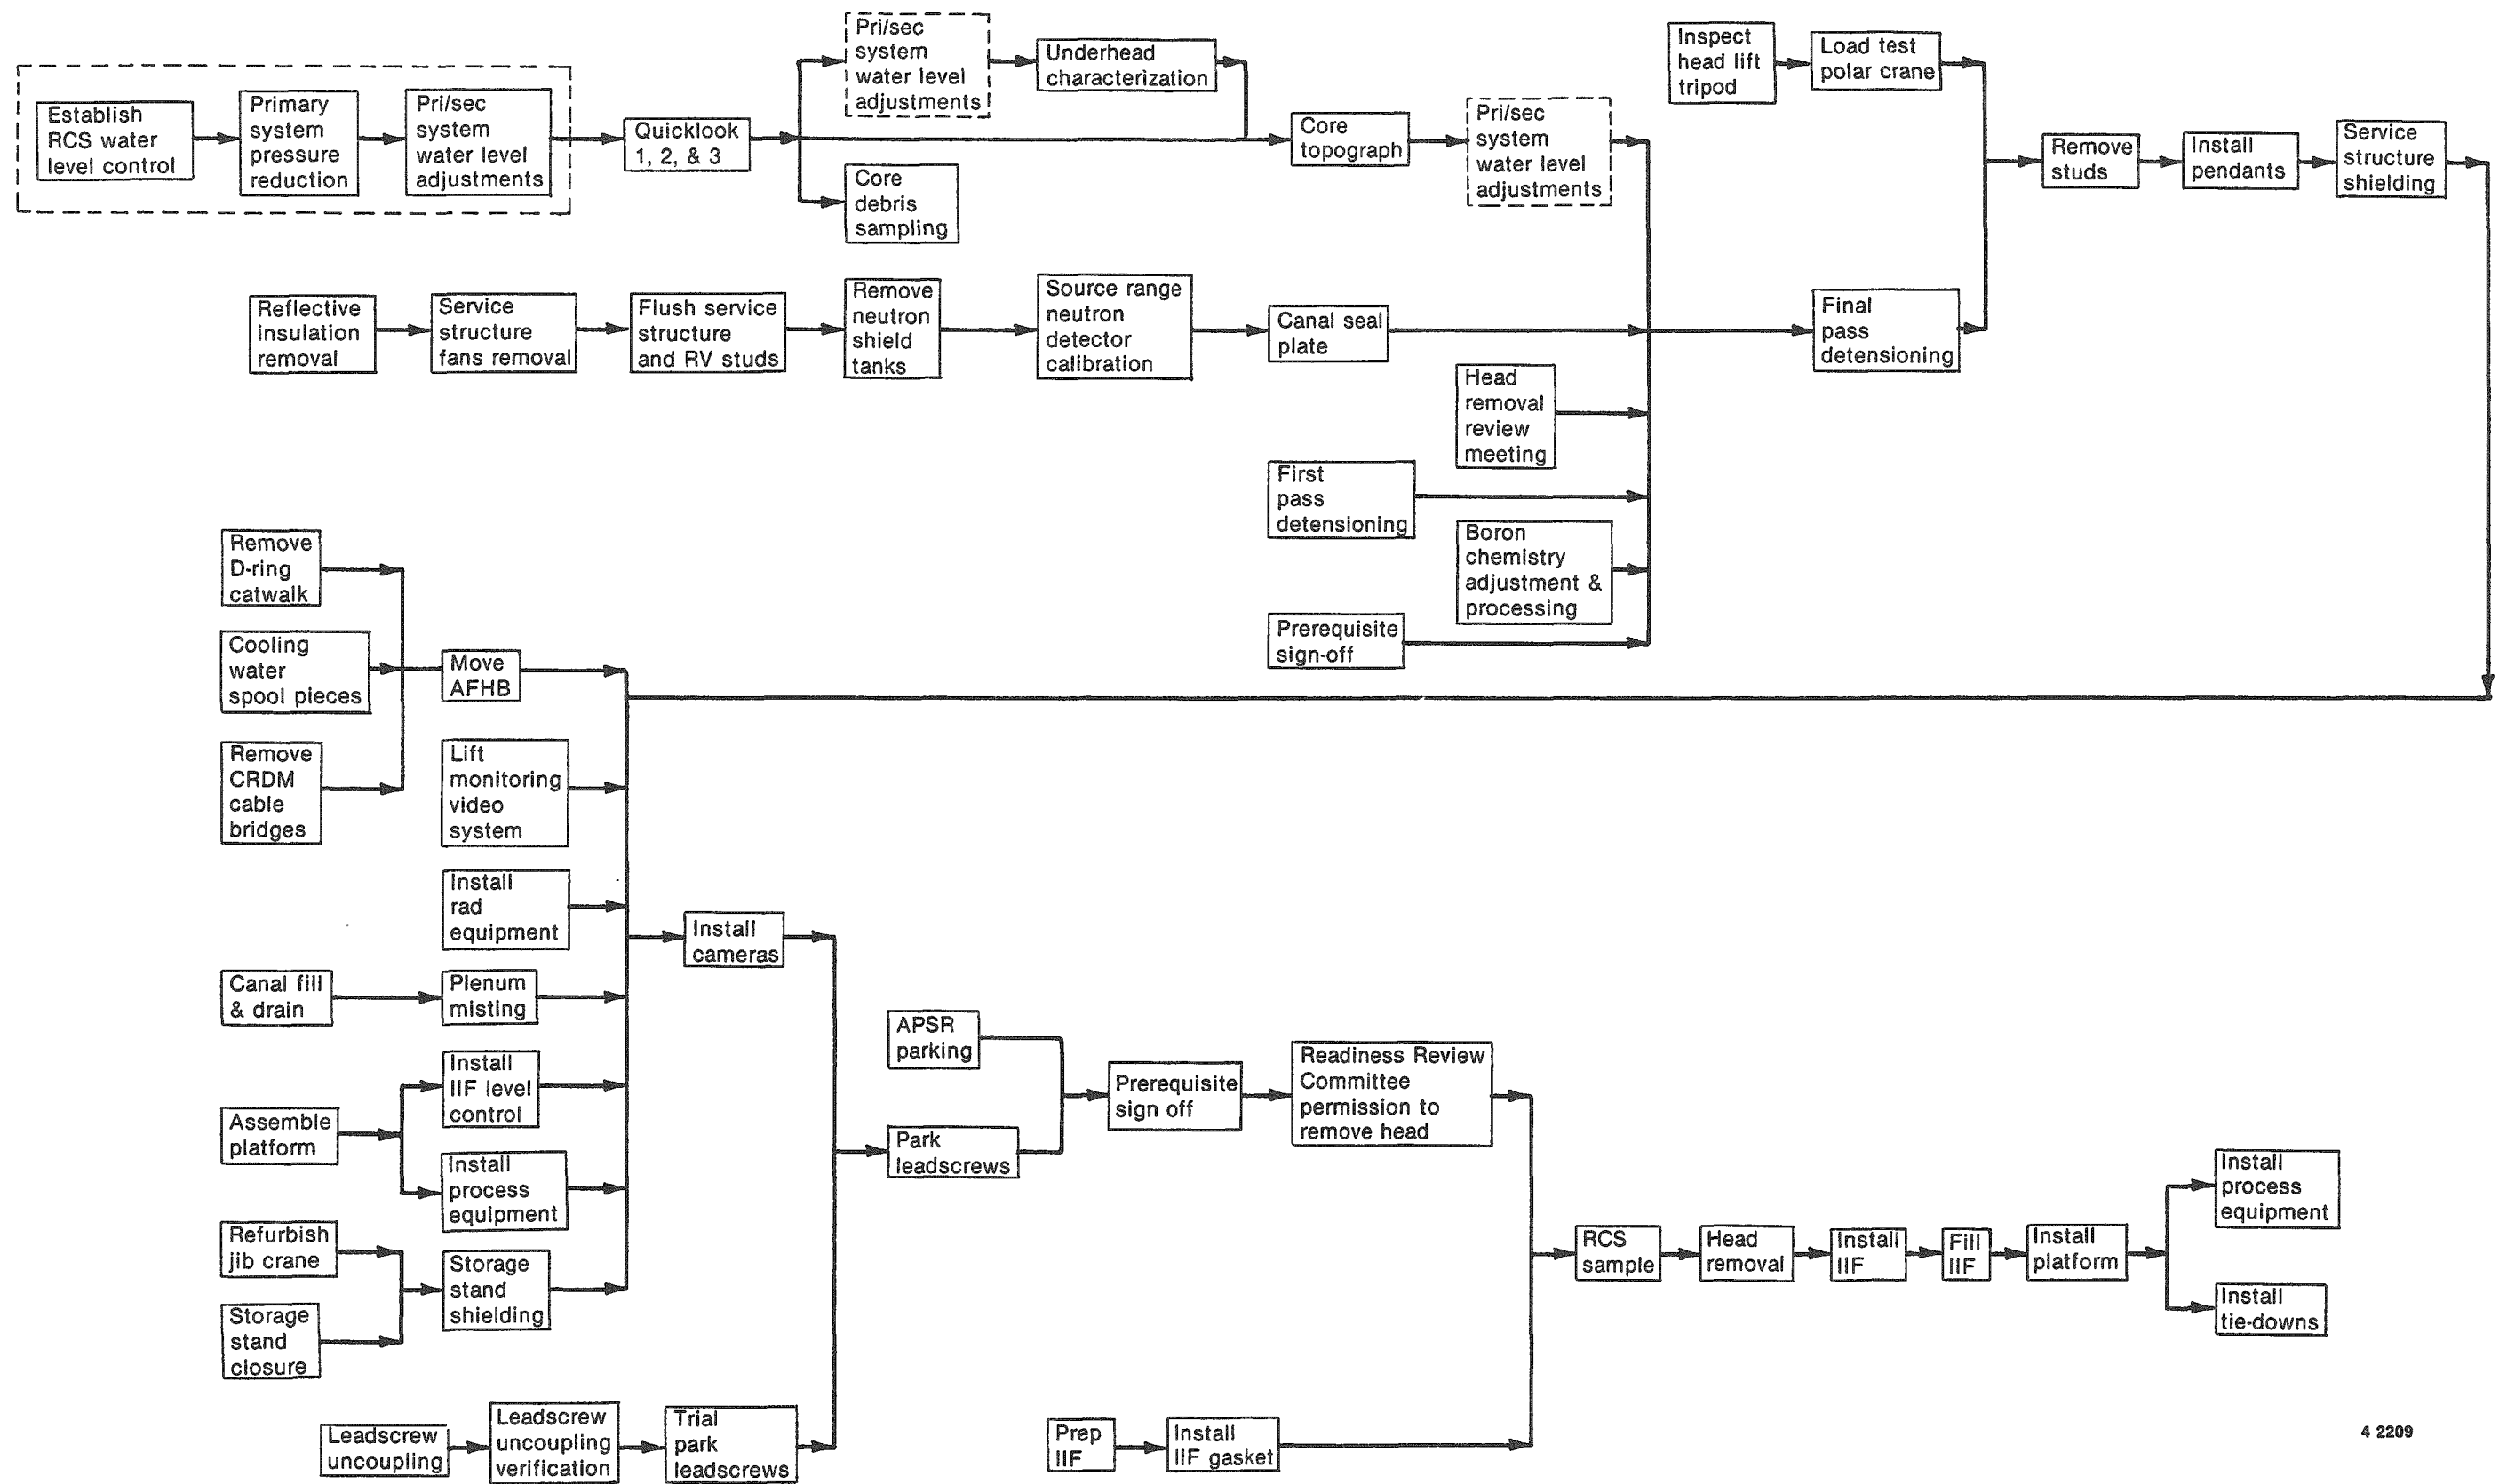 Establish
RCS water
level control
Primary
system
pressure
reduction
Pri/sec
system
water level
adjustments
Quicklook
1, 2, & 3
Pri/sec
system
water level
adjustments
Underhead
characterization
Core
debris
sampling
Core
topograph
Pri/sec
system
water level
adjustments
Inspect
head lift
tripod
Load test
polar crane
Remove
studs
Install
pendants
Service
structure
shielding
Reflective
insulation
removal
Service
structure
fans removal
Flush service
structure
and RV studs
Remove
neutron
shield
tanks
Source range
neutron
detector
calibration
Canal seal
plate
Final
pass
detensioning
Head
removal
review
meeting
First
pass
detensioning
Boron
chemistry
adjustment &
processing
Prerequisite
sign-off
Remove
D-ring
catwalk
Cooling
water
spool pieces
Remove
CRDM
cable
bridges
Move
AFHB
Lift
monitoring
video
system
Install
rad
equipment
Canal fill
& drain
Plenum
misting
Install
cameras
Assemble
platform
Install
IIF level
control
Install
process
equipment
Refurbish
jib crane
Storage
stand
closure
Storage
stand
shielding
Leadscrew
uncoupling
Leadscrew
uncoupling
verification
Trial
park
leadscrews
APSR
parking
Park
leadscrews
Prerequisite
sign off
Readiness Review
Committee
permission to
remove head
Prep
IIF
Install
IIF gasket
RCS
sample
Head
removal
Install
IIF
Fill
IIF
Install
platform
Install
process
equipment
Install
tie-downs
4 2209